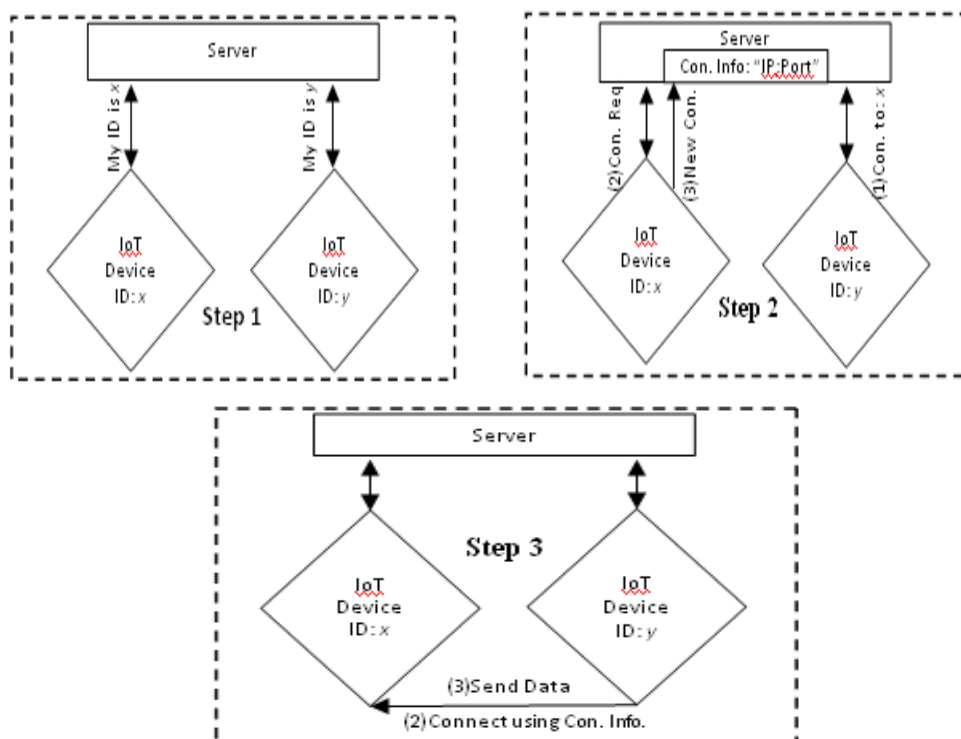 Server
My ID is x
My ID is y
IoT
Device
ID: x
IoT
Device
ID: y
Step 1
Server
Con. Info: “IP:Port”
(2)Con. Req
(3)New Con.
(1)Con. to: x
IoT
Device
ID: x
IoT
Device
ID: y
Step 2
Server
Step 3
IoT
Device
ID: x
IoT
Device
ID: y
(3)Send Data
(2)Connect using Con. Info.